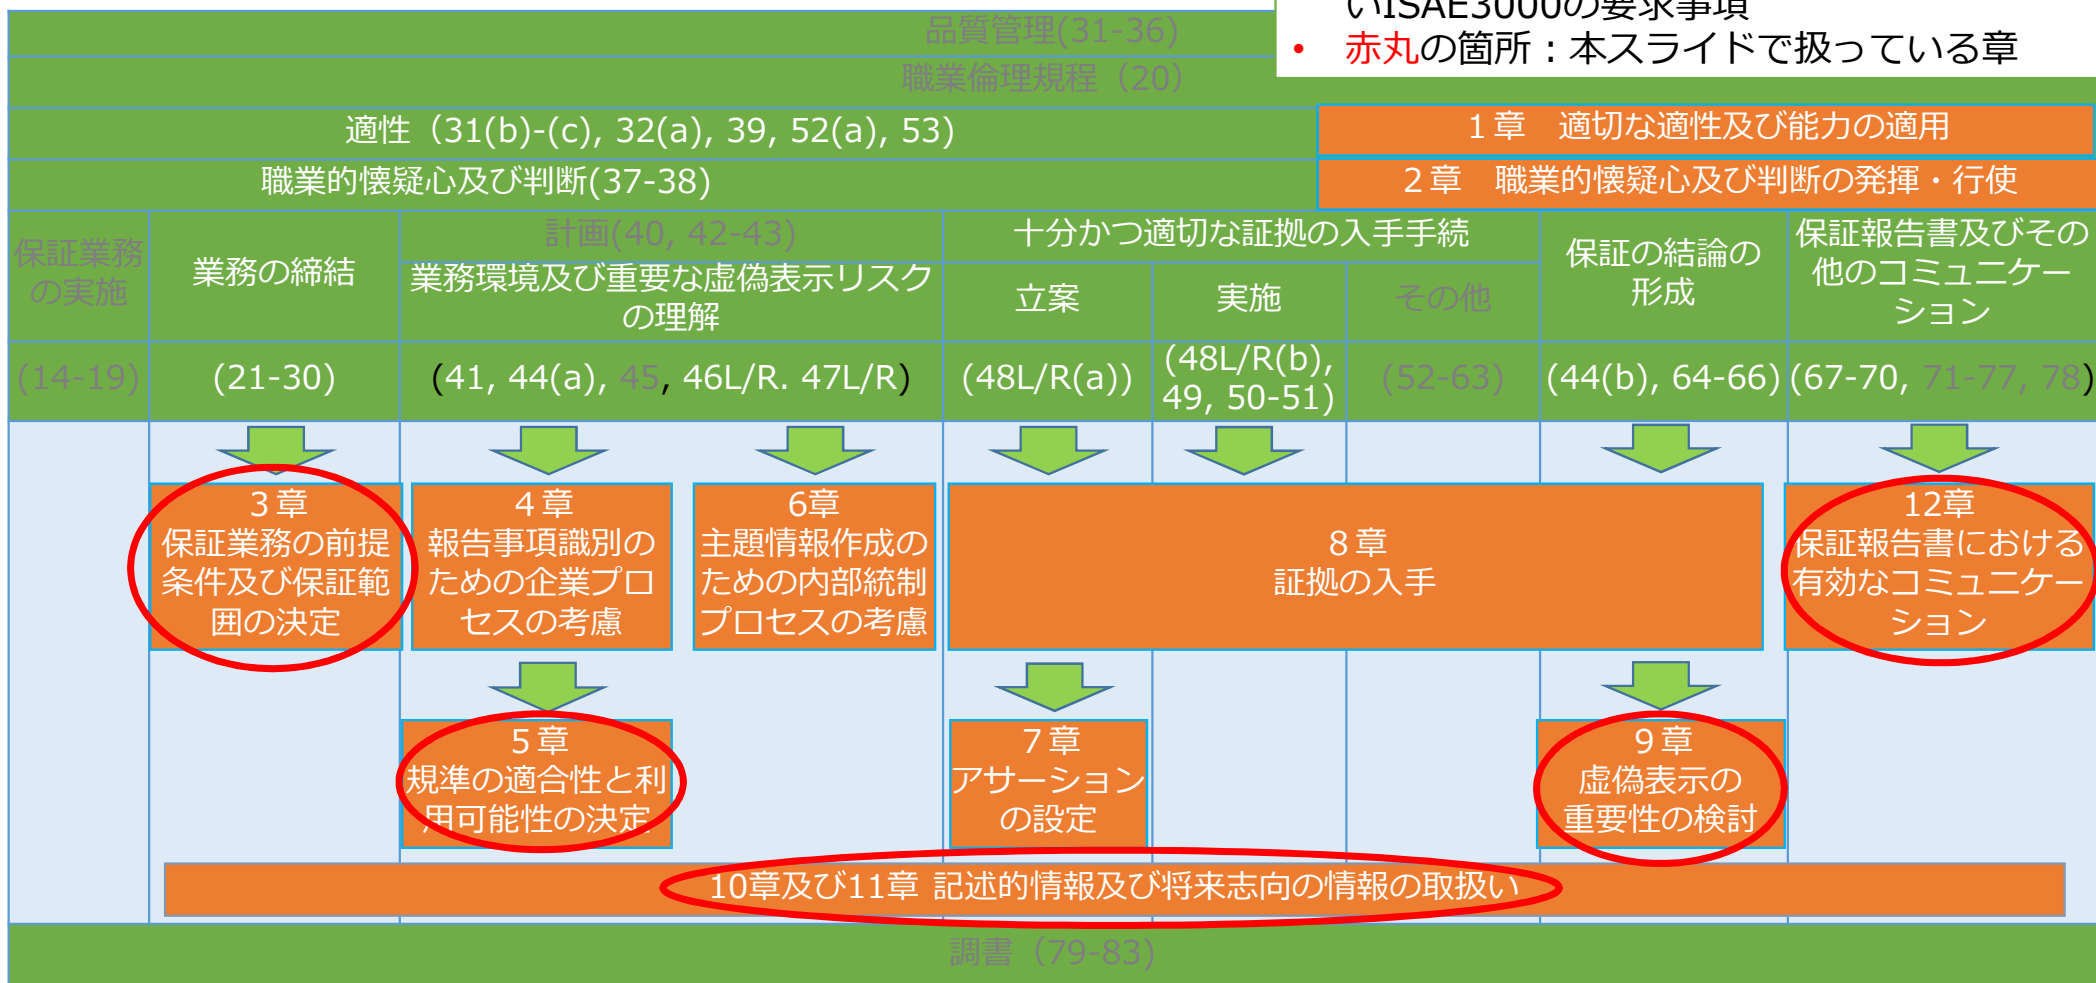 いISAE3000の要求事項
• 赤丸の箇所：本スライドで扱っている章
品質管理(31-36)
職業倫理規程（20）
適性（31(b)-(c), 32(a), 39, 52(a), 53)
１章　適切な適性及び能力の適用
職業的懐疑心及び判断(37-38)
２章　職業的懐疑心及び判断の発揮・行使
保証業務
の実施
(14-19)
業務の締結
(21-30)
計画(40, 42-43)
業務環境及び重要な虚偽表示リスク
の理解
(41, 44(a), 45, 46L/R. 47L/R)
十分かつ適切な証拠の入手手続
立案
(48L/R(a))
実施
(48L/R(b),
49, 50-51)
その他
(52-63)
保証の結論の
形成
(44(b), 64-66)
保証報告書及びその
他のコミュニケー
ション
(67-70, 71-77, 78)
３章
保証業務の前提
条件及び保証範
囲の決定
４章
報告事項識別の
ための企業プロ
セスの考慮
6章
主題情報作成の
ための内部統制
プロセスの考慮
８章
証拠の入手
12章
保証報告書における
有効なコミュニケー
ション
５章
規準の適合性と利
用可能性の決定
７章
アサーション
の設定
９章
虚偽表示の
重要性の検討
10章及び11章 記述的情報及び将来志向の情報の取扱い
調書（79-83)